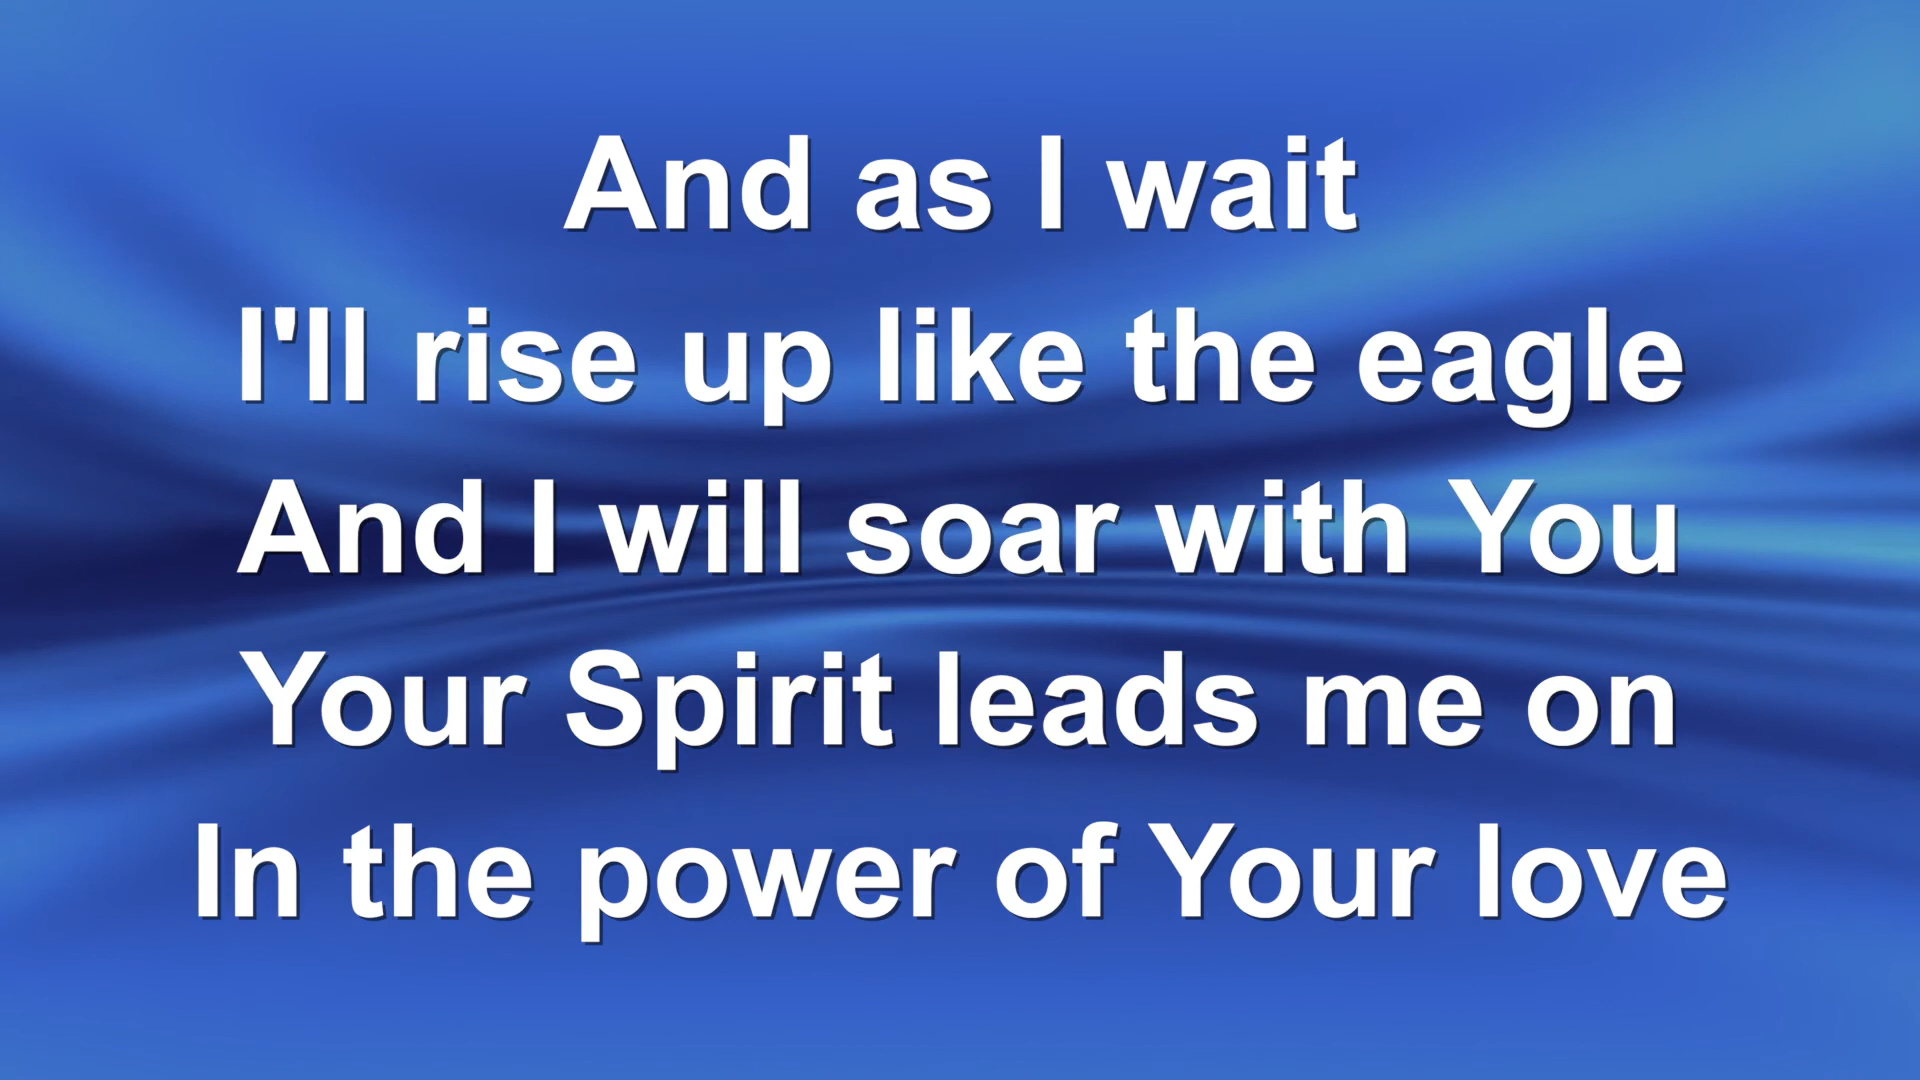 And as I wait
I'll rise up like the eagle
And I will soar with You
Your Spirit leads me on
In the power of Your love